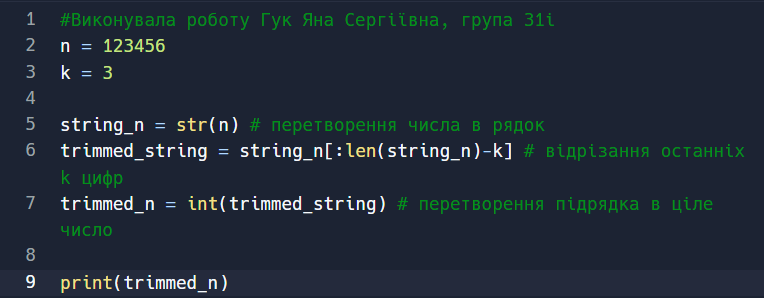 1 #Виконувала роботу Гук Яна Сергіївна, група 31і
2 n = 123456
3 k = 3
4
5 string_n = str(n) # перетворення числа в рядок
6 trimmed_string = string_n[:len(string_n)-k] # відрізання останніх
k цифр
7 trimmed_n = int(trimmed_string) # перетворення підрядка в ціле
число
8
9 print(trimmed_n)